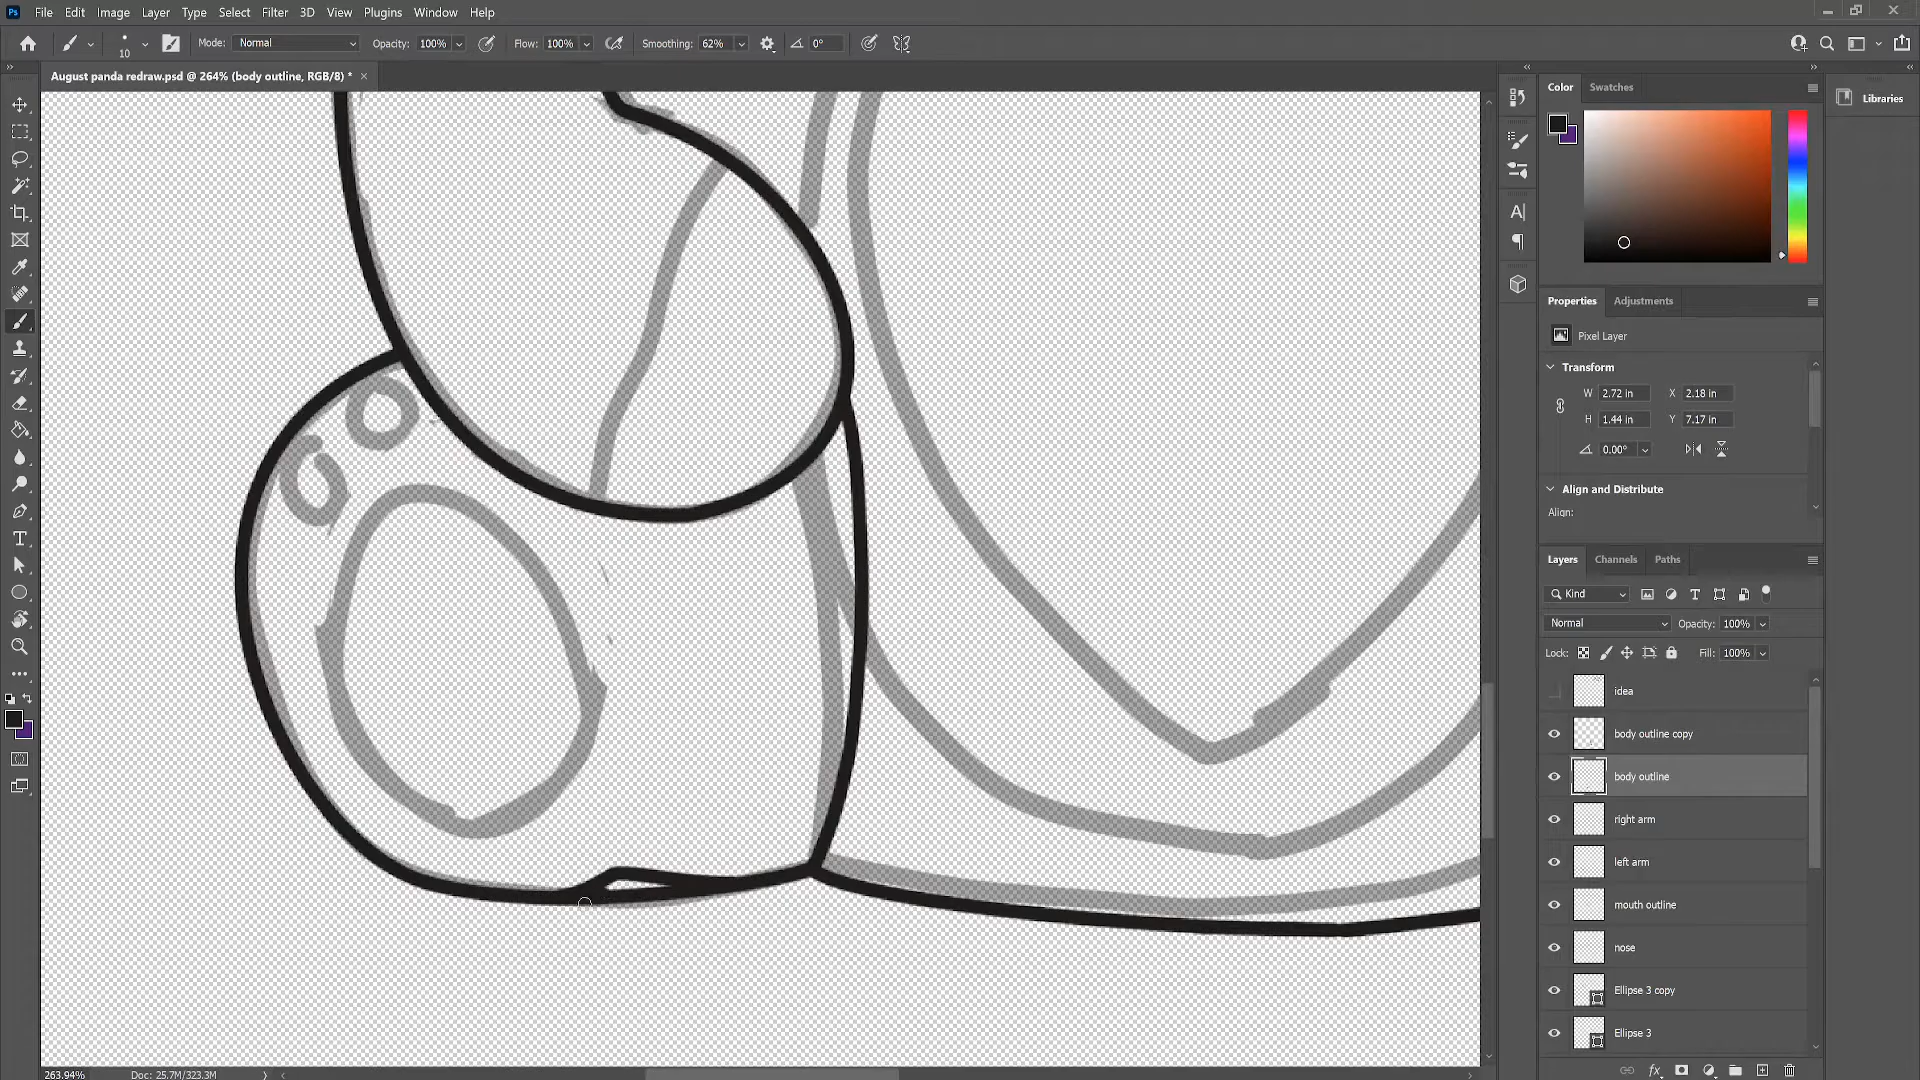 Ps File Edit Image Layer Type Select Filter 3D View Plugins Window Help
10 Mode: Normal Opacity: 100% Flow: 100% Smoothing: 62% 0°
August panda redraw.psd @ 264% (body outline, RGB/8) * ×
Color Swatches
Libraries
Properties Adjustments
Pixel Layer
Transform
W 2.72 in X 2.18 in
H 1.44 in Y 7.17 in
0.00°
Align and Distribute
Align:
Layers Channels Paths
Kind
Normal Opacity: 100%
Lock: Fill: 100%
idea
body outline copy
body outline
right arm
left arm
mouth outline
nose
Ellipse 3 copy
Ellipse 3
263.94% Doc: 25.7M/323.3M